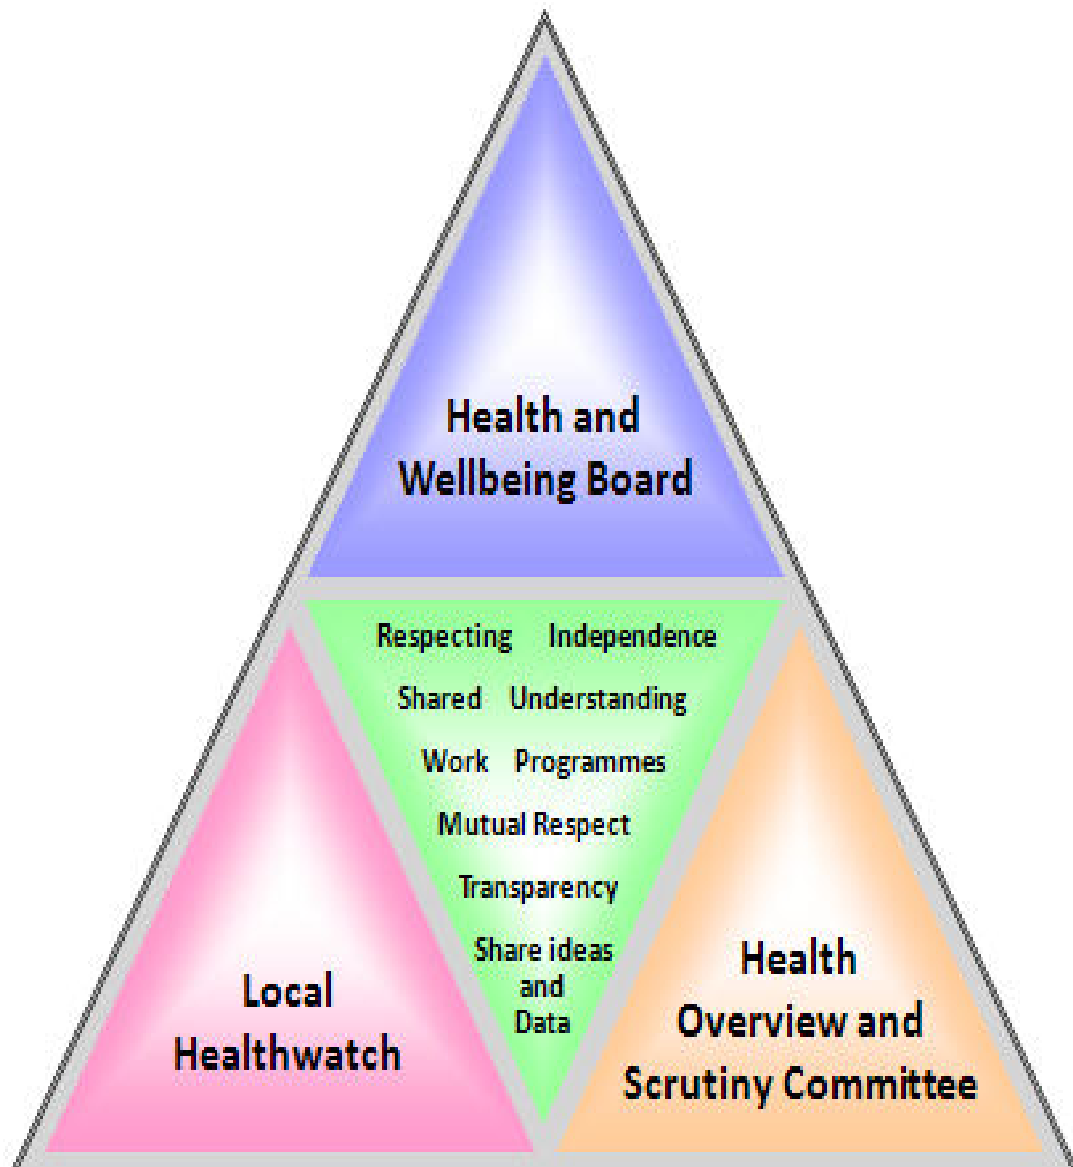 Health and
Wellbeing Board
Respecting Independence
Shared Understanding
Work Programmes
Mutual Respect
Transparency
Share ideas
and
Data
Local
Healthwatch
Health
Overview and
Scrutiny Committee